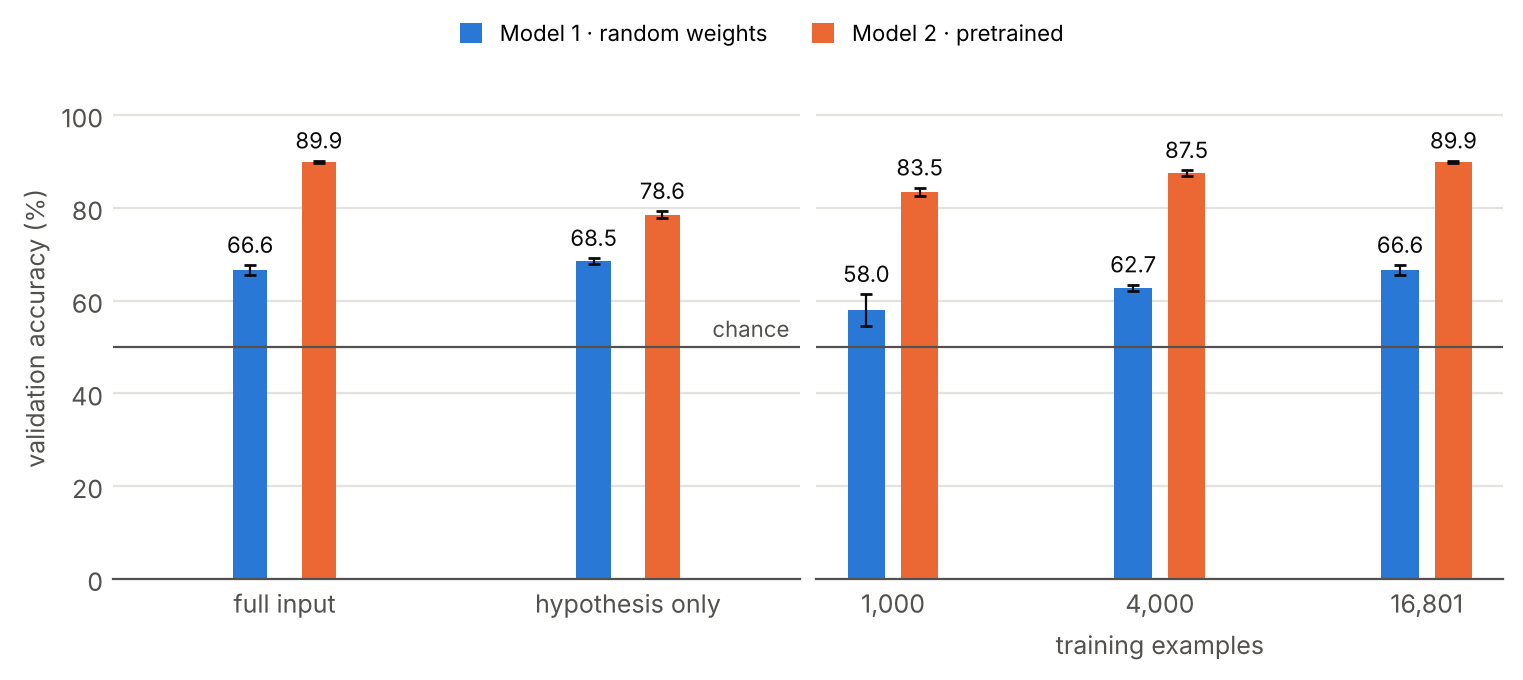 Model 1 · random weights
Model 2 · pretrained
validation accuracy (%)
100
80
60
40
20
0
89.9
66.6
78.6
68.5
chance
full input
hypothesis only
58.0
83.5
62.7
87.5
66.6
89.9
1,000
4,000
16,801
training examples